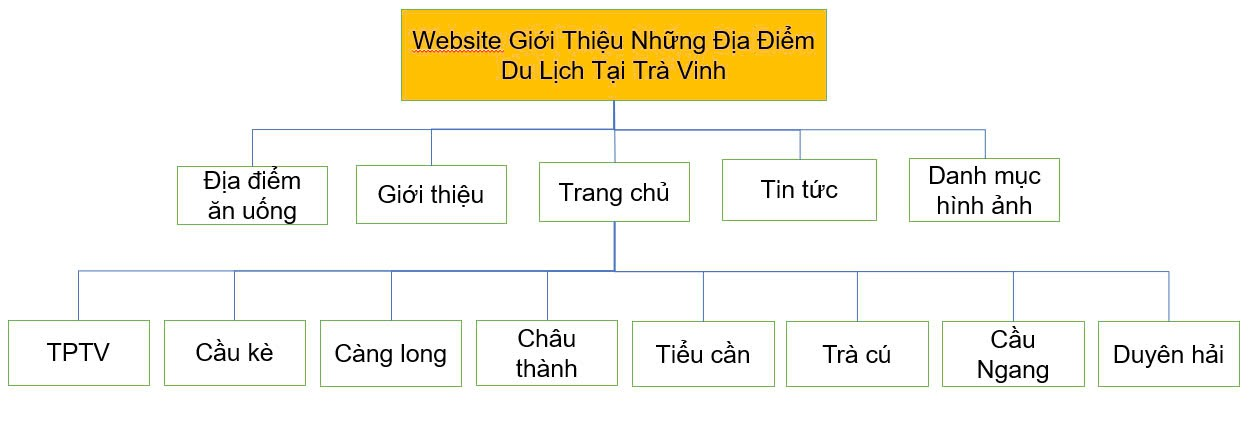 Website Giới Thiệu Những Địa Điểm
Du Lịch Tại Trà Vinh
Địa điểm
ăn uống
Giới thiệu
Trang chủ
Tin tức
Danh mục
hình ảnh
TPTV
Cầu kè
Càng long
Châu
thành
Tiểu cần
Trà cú
Cầu
Ngang
Duyên hải